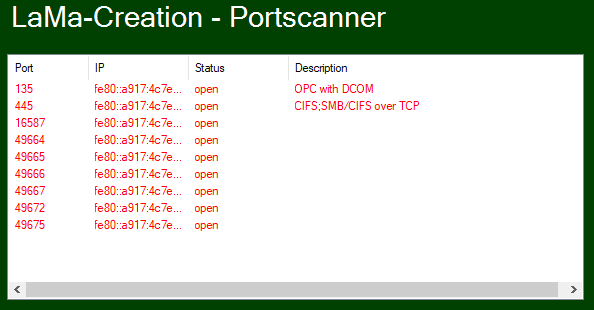 LaMa-Creation - Portscanner
Port IP Status Description
135 fe80::a917:4c7e... open OPC with DCOM
445 fe80::a917:4c7e... open CIFS;SMB/CIFS over TCP
16587 fe80::a917:4c7e... open
49664 fe80::a917:4c7e... open
49665 fe80::a917:4c7e... open
49666 fe80::a917:4c7e... open
49667 fe80::a917:4c7e... open
49672 fe80::a917:4c7e... open
49675 fe80::a917:4c7e... open